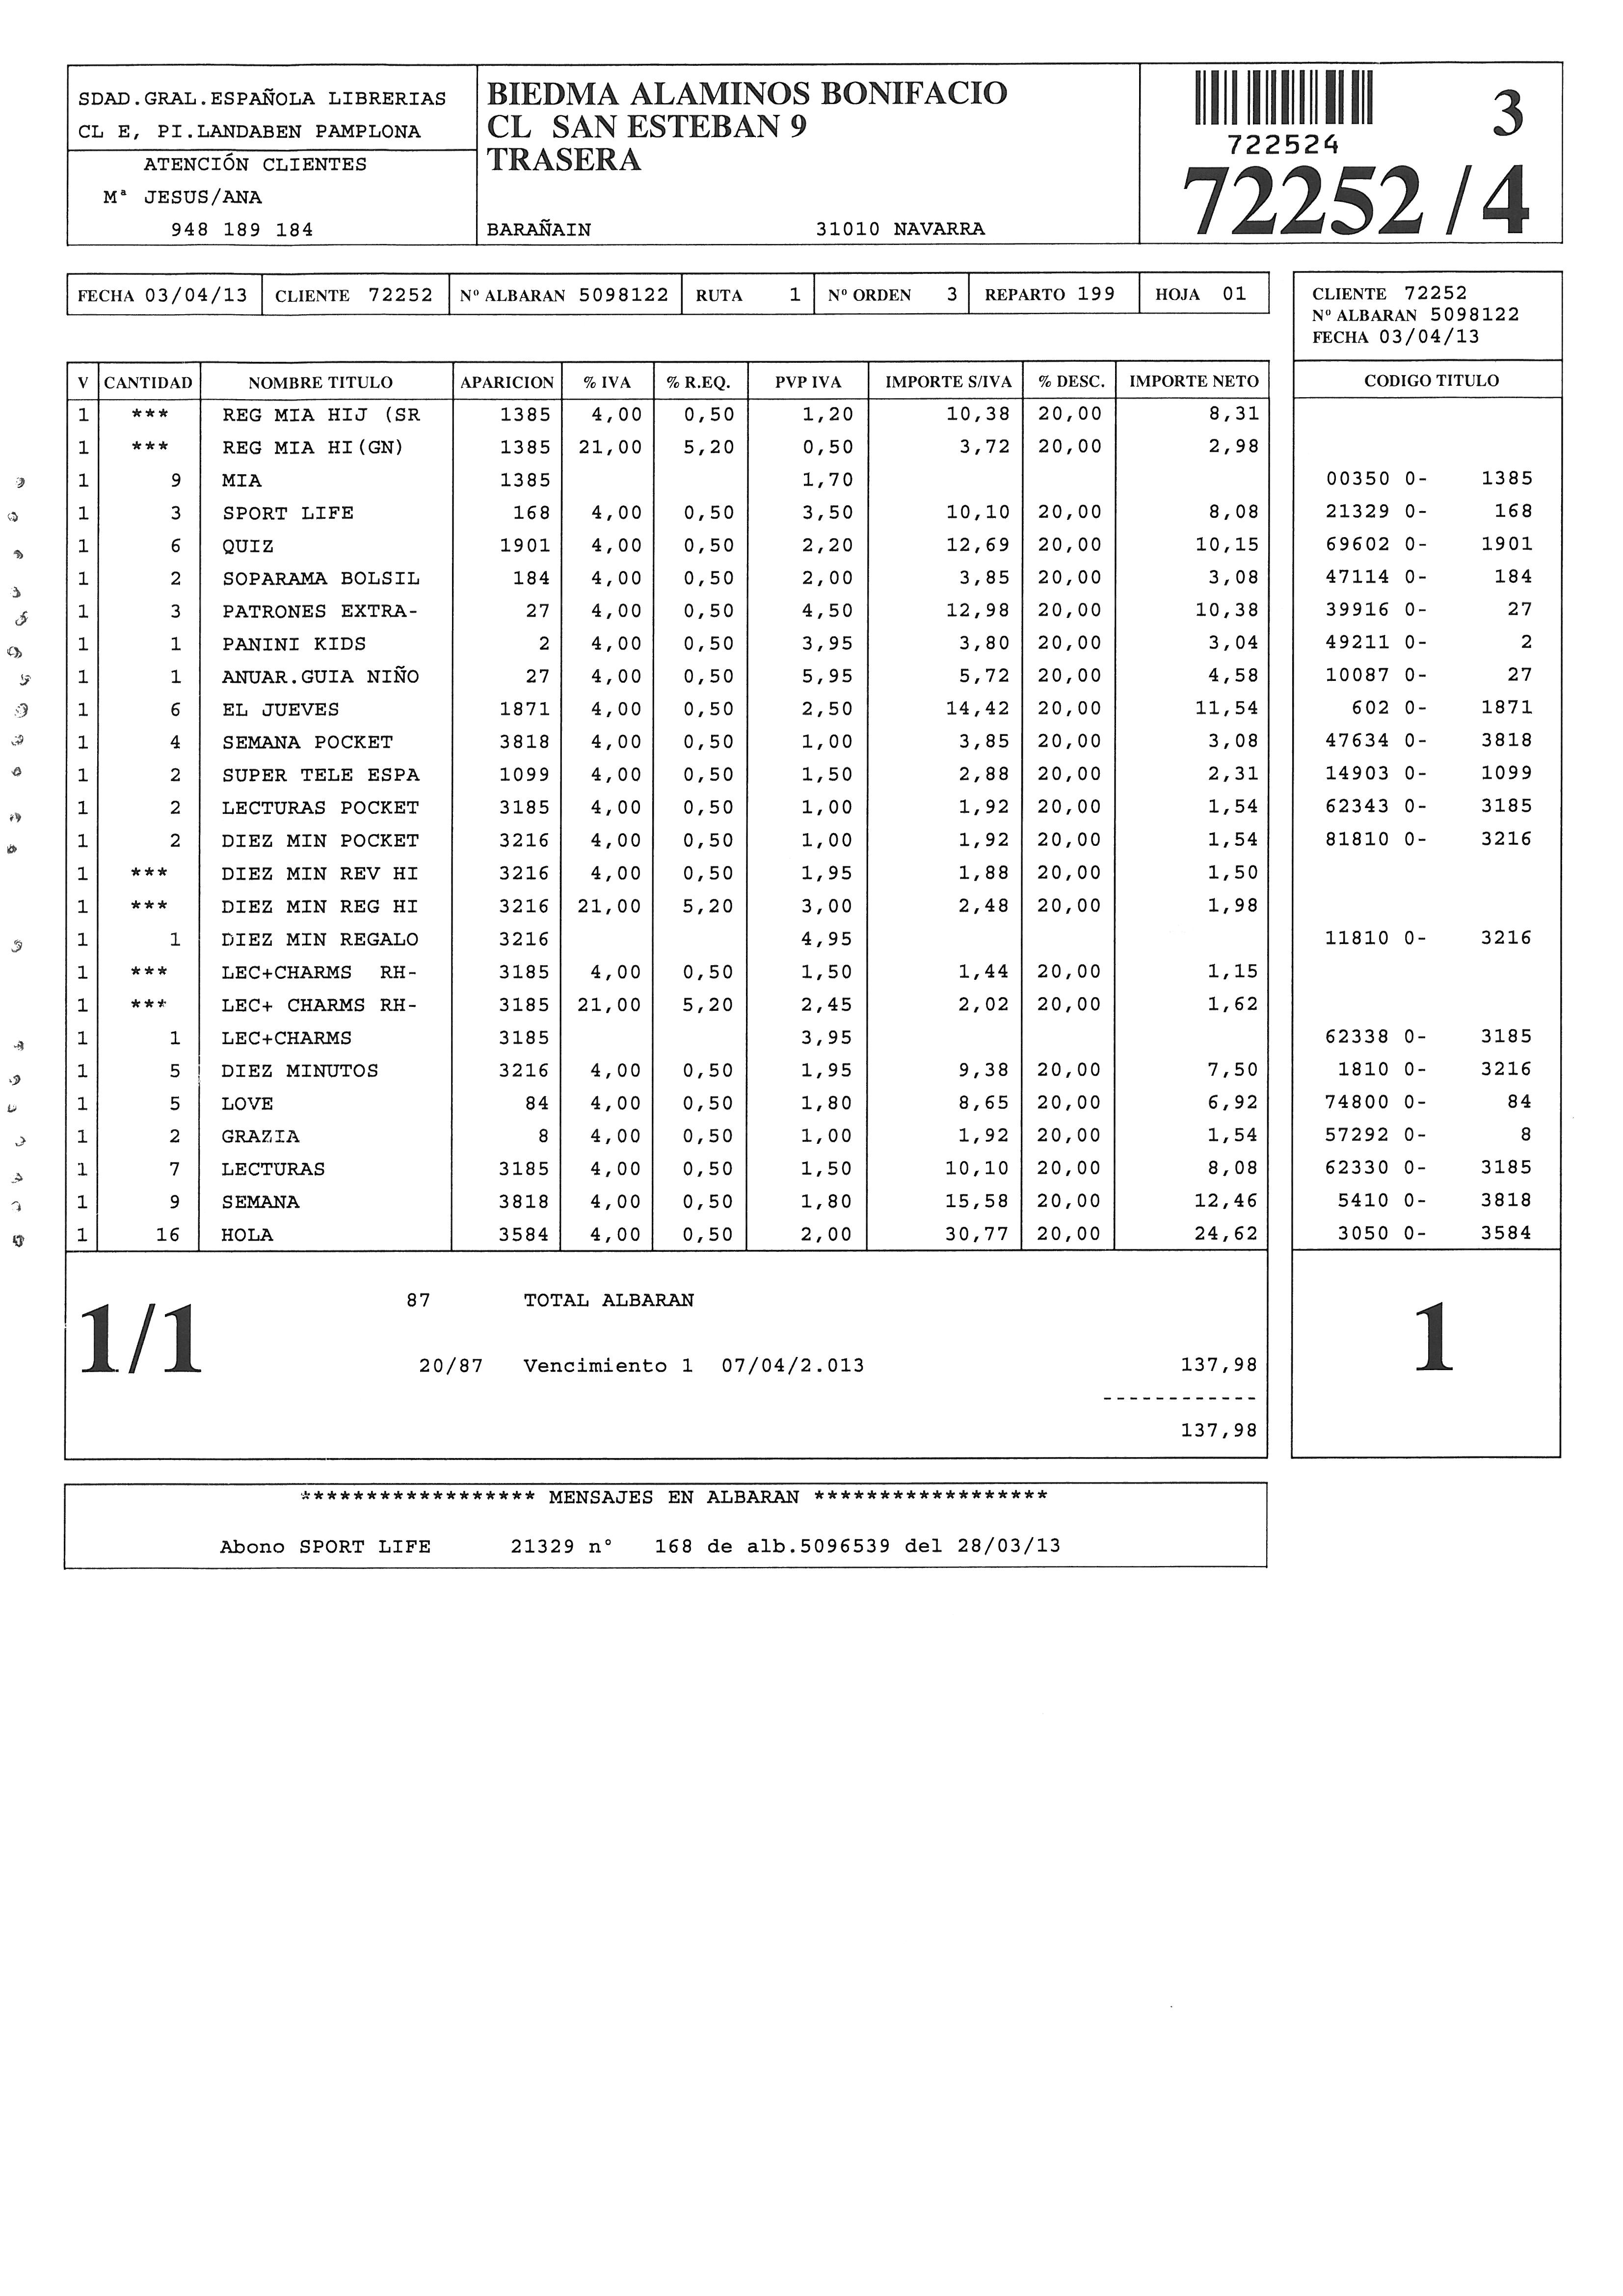 SDAD.GRAL.ESPAÑOLA LIBRERIAS
CL E, PI.LANDABEN PAMPLONA
ATENCIÓN CLIENTES
Mª JESUS/ANA
948 189 184
BIEDMA ALAMINOS BONIFACIO
CL SAN ESTEBAN 9
TRASERA
BARAÑAIN 31010 NAVARRA
722524
3
72252/4
FECHA 03/04/13 CLIENTE 72252 Nº ALBARAN 5098122 RUTA 1 Nº ORDEN 3 REPARTO 199 HOJA 01
CLIENTE 72252
Nº ALBARAN 5098122
FECHA 03/04/13
V CANTIDAD NOMBRE TITULO APARICION % IVA % R.EQ. PVP IVA IMPORTE S/IVA % DESC. IMPORTE NETO CODIGO TITULO
1 *** REG MIA HIJ (SR 1385 4,00 0,50 1,20 10,38 20,00 8,31
1 *** REG MIA HI(GN) 1385 21,00 5,20 0,50 3,72 20,00 2,98
1 9 MIA 1385 1,70 00350 0- 1385
1 3 SPORT LIFE 168 4,00 0,50 3,50 10,10 20,00 8,08 21329 0- 168
1 6 QUIZ 1901 4,00 0,50 2,20 12,69 20,00 10,15 69602 0- 1901
1 2 SOPARAMA BOLSIL 184 4,00 0,50 2,00 3,85 20,00 3,08 47114 0- 184
1 3 PATRONES EXTRA- 27 4,00 0,50 4,50 12,98 20,00 10,38 39916 0- 27
1 1 PANINI KIDS 2 4,00 0,50 3,95 3,80 20,00 3,04 49211 0- 2
1 1 ANUAR.GUIA NIÑO 27 4,00 0,50 5,95 5,72 20,00 4,58 10087 0- 27
1 6 EL JUEVES 1871 4,00 0,50 2,50 14,42 20,00 11,54 602 0- 1871
1 4 SEMANA POCKET 3818 4,00 0,50 1,00 3,85 20,00 3,08 47634 0- 3818
1 2 SUPER TELE ESPA 1099 4,00 0,50 1,50 2,88 20,00 2,31 14903 0- 1099
1 2 LECTURAS POCKET 3185 4,00 0,50 1,00 1,92 20,00 1,54 62343 0- 3185
1 2 DIEZ MIN POCKET 3216 4,00 0,50 1,00 1,92 20,00 1,54 81810 0- 3216
1 *** DIEZ MIN REV HI 3216 4,00 0,50 1,95 1,88 20,00 1,50
1 *** DIEZ MIN REG HI 3216 21,00 5,20 3,00 2,48 20,00 1,98
1 1 DIEZ MIN REGALO 3216 4,95 11810 0- 3216
1 *** LEC+CHARMS RH- 3185 4,00 0,50 1,50 1,44 20,00 1,15
1 *** LEC+ CHARMS RH- 3185 21,00 5,20 2,45 2,02 20,00 1,62
1 1 LEC+CHARMS 3185 3,95 62338 0- 3185
1 5 DIEZ MINUTOS 3216 4,00 0,50 1,95 9,38 20,00 7,50 1810 0- 3216
1 5 LOVE 84 4,00 0,50 1,80 8,65 20,00 6,92 74800 0- 84
1 2 GRAZIA 8 4,00 0,50 1,00 1,92 20,00 1,54 57292 0- 8
1 7 LECTURAS 3185 4,00 0,50 1,50 10,10 20,00 8,08 62330 0- 3185
1 9 SEMANA 3818 4,00 0,50 1,80 15,58 20,00 12,46 5410 0- 3818
1 16 HOLA 3584 4,00 0,50 2,00 30,77 20,00 24,62 3050 0- 3584
87 TOTAL ALBARAN
1/1
20/87 Vencimiento 1 07/04/2.013 137,98
------------
137,98
1
****************** MENSAJES EN ALBARAN ******************
Abono SPORT LIFE 21329 nº 168 de alb.5096539 del 28/03/13